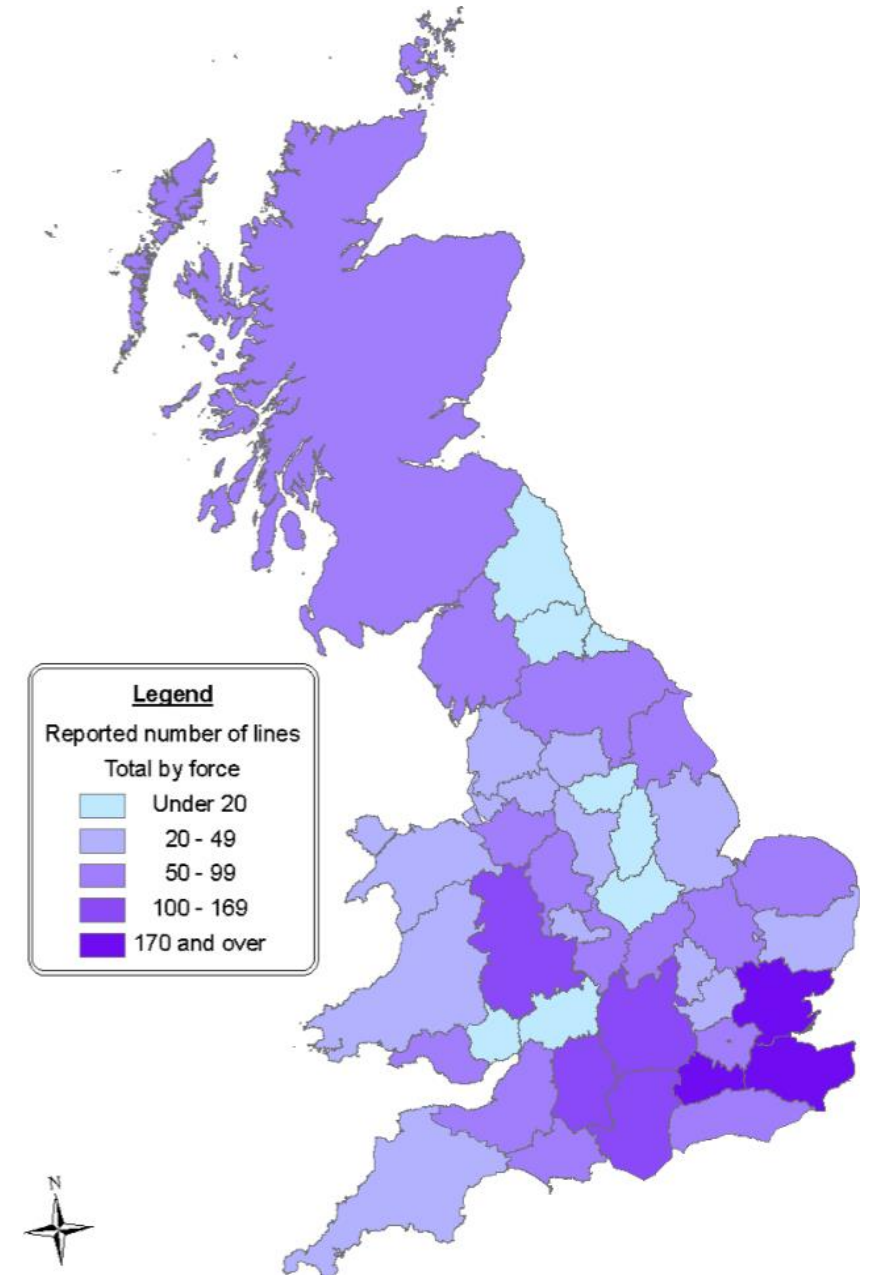 Legend
Reported number of lines
Total by force
Under 20
20 - 49
50 - 99
100 - 169
170 and over
N